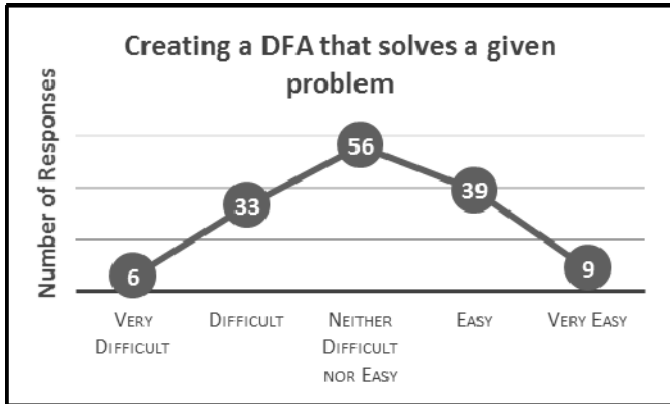 Creating a DFA that solves a given
problem
Number of Responses
56
39
33
9
6
VERY DIFFICULT
DIFFICULT
NEITHER DIFFICULT NOR EASY
EASY
VERY EASY